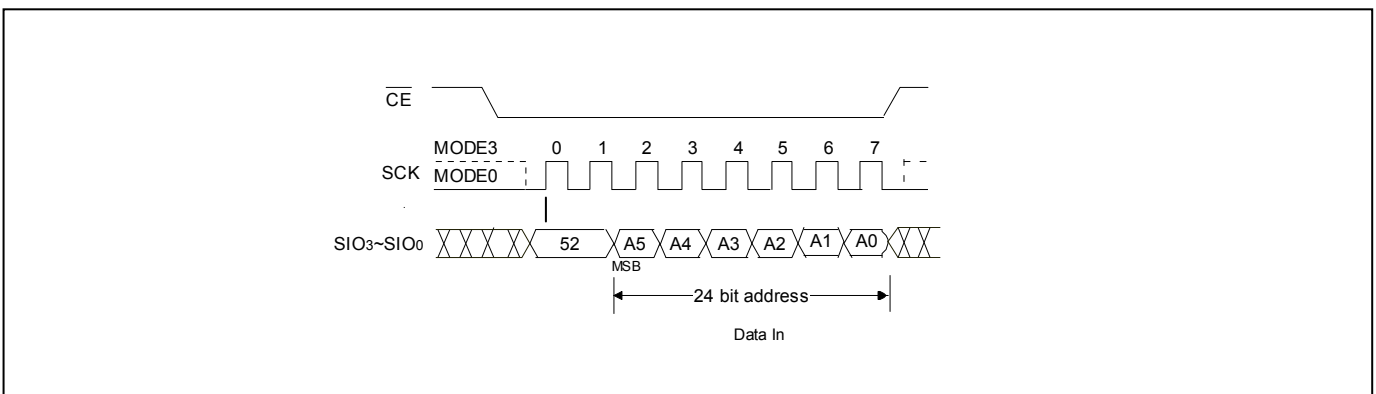 CE
MODE3 0 1 2 3 4 5 6 7
SCK MODE0
SIO3~SIO0 52 A5 A4 A3 A2 A1 A0
MSB
24 bit address
Data In